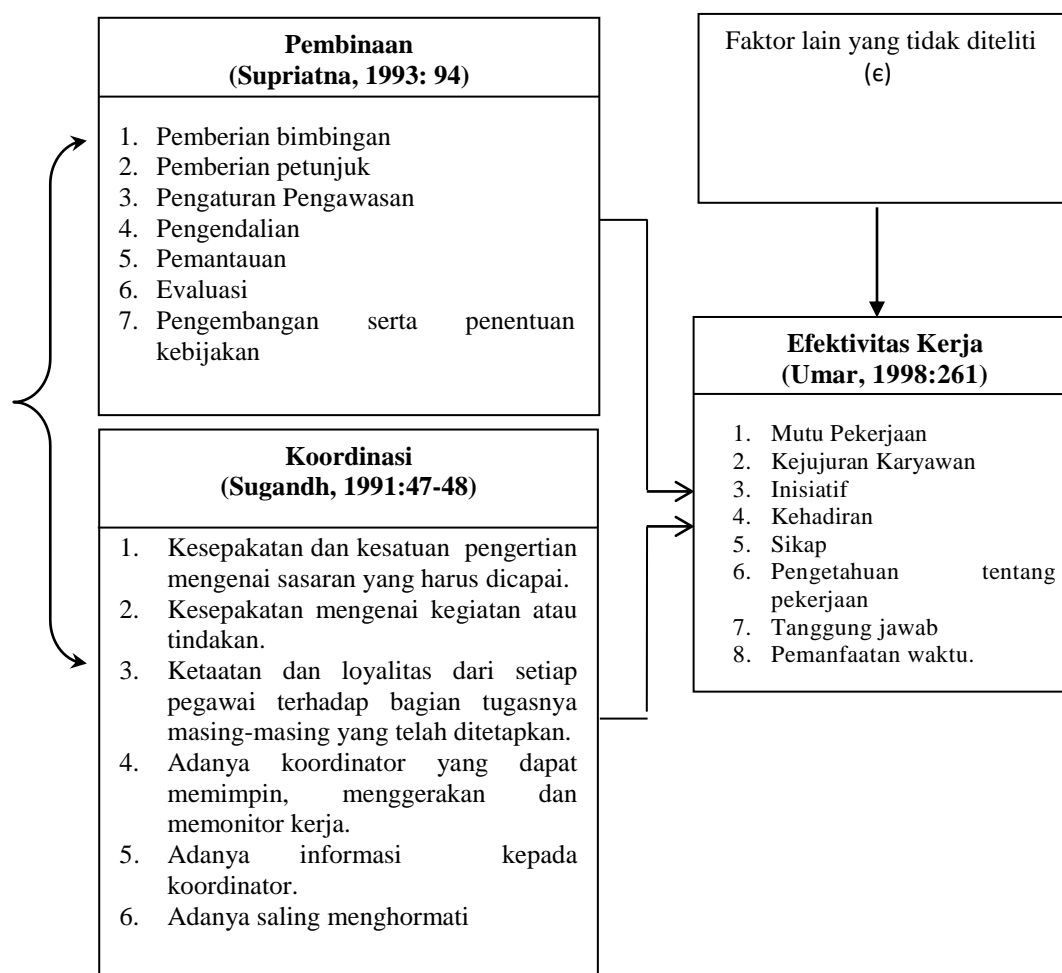 Pembinaan
(Supriatna, 1993: 94)
1. Pemberian bimbingan
2. Pemberian petunjuk
3. Pengaturan Pengawasan
4. Pengendalian
5. Pemantauan
6. Evaluasi
7. Pengembangan serta penentuan
kebijakan
Koordinasi
(Sugandh, 1991:47-48)
1. Kesepakatan dan kesatuan pengertian
mengenai sasaran yang harus dicapai.
2. Kesepakatan mengenai kegiatan atau
tindakan.
3. Ketaatan dan loyalitas dari setiap
pegawai terhadap bagian tugasnya
masing-masing yang telah ditetapkan.
4. Adanya koordinator yang dapat
memimpin, menggerakan dan
memonitor kerja.
5. Adanya informasi kepada
koordinator.
6. Adanya saling menghormati
Faktor lain yang tidak diteliti
(є)
Efektivitas Kerja
(Umar, 1998:261)
1. Mutu Pekerjaan
2. Kejujuran Karyawan
3. Inisiatif
4. Kehadiran
5. Sikap
6. Pengetahuan tentang
pekerjaan
7. Tanggung jawab
8. Pemanfaatan waktu.